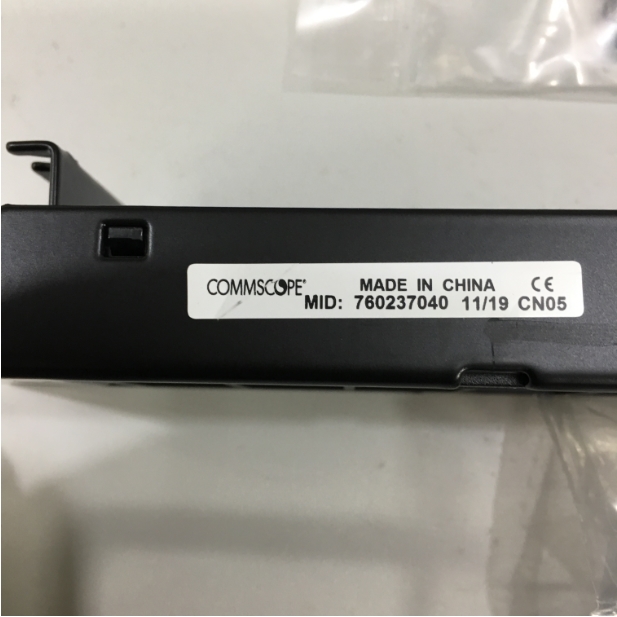 COMMSCOPE® MADE IN CHINA CE
MID: 760237040 11/19 CN05